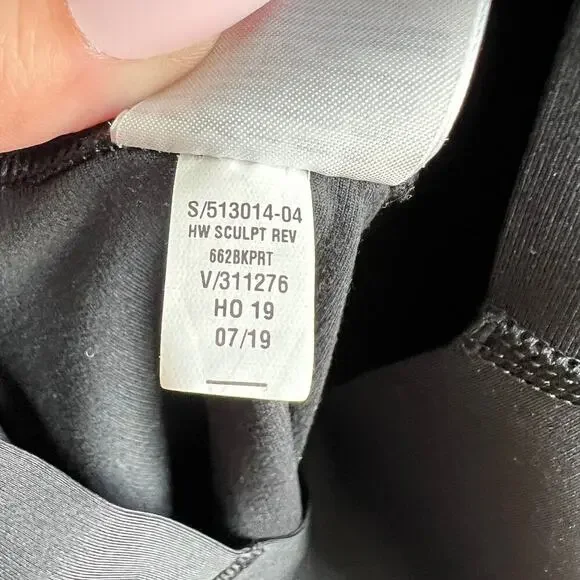 S/513014-04
HW SCULPT REV
662BKPRT
V/311276
HO 19
07/19